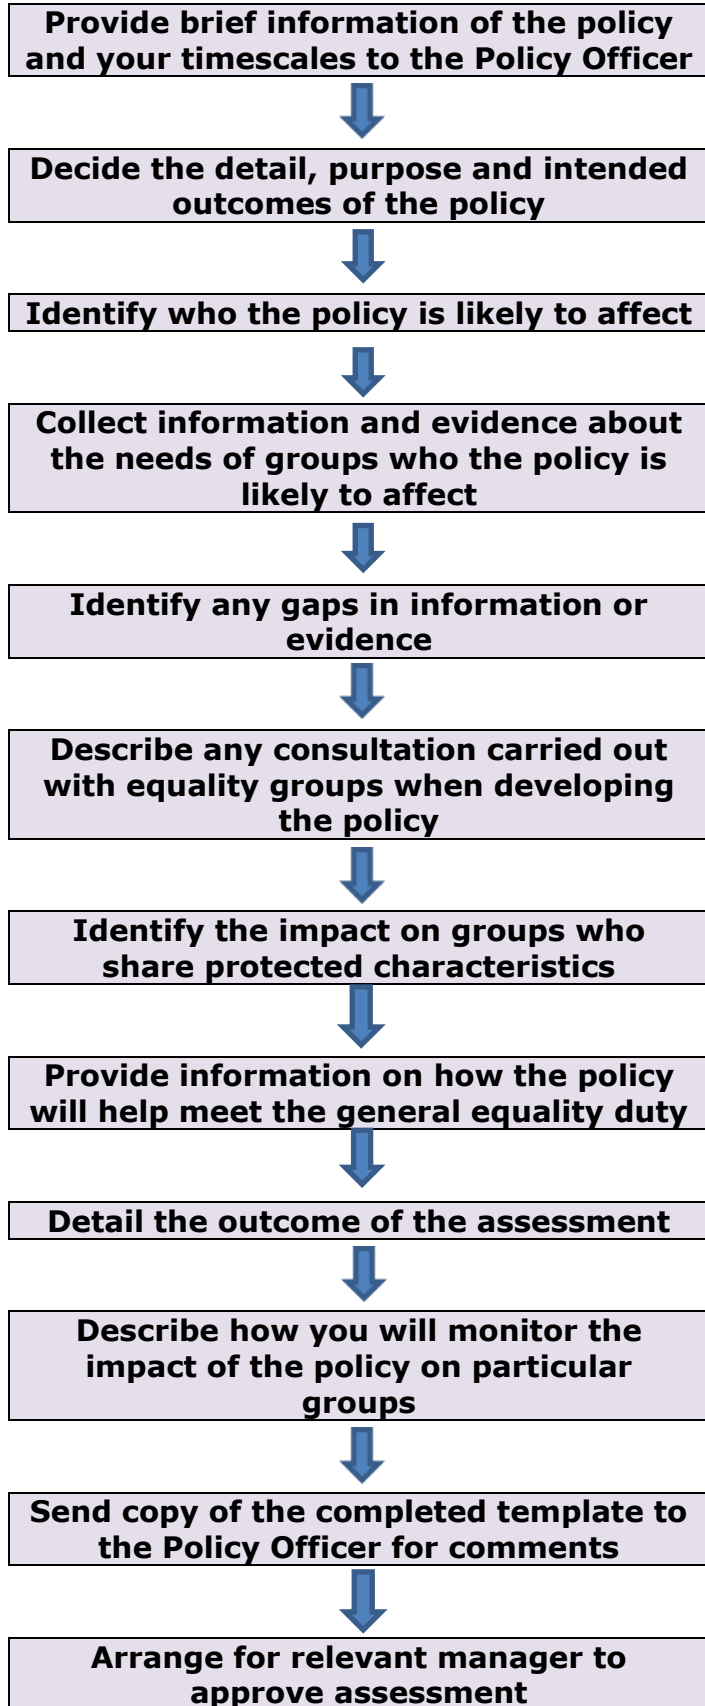 Provide brief information of the policy
and your timescales to the Policy Officer
Decide the detail, purpose and intended
outcomes of the policy
Identify who the policy is likely to affect
Collect information and evidence about
the needs of groups who the policy is
likely to affect
Identify any gaps in information or
evidence
Describe any consultation carried out
with equality groups when developing
the policy
Identify the impact on groups who
share protected characteristics
Provide information on how the policy
will help meet the general equality duty
Detail the outcome of the assessment
Describe how you will monitor the
impact of the policy on particular
groups
Send copy of the completed template to
the Policy Officer for comments
Arrange for relevant manager to
approve assessment